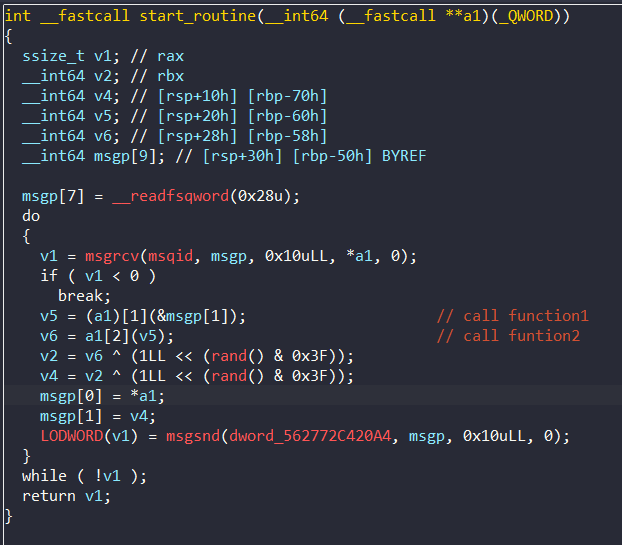 int __fastcall start_routine(__int64 (__fastcall **a1)(_QWORD))
{
  ssize_t v1; // rax
  __int64 v2; // rbx
  __int64 v4; // [rsp+10h] [rbp-70h]
  __int64 v5; // [rsp+20h] [rbp-60h]
  __int64 v6; // [rsp+28h] [rbp-58h]
  __int64 msgp[9]; // [rsp+30h] [rbp-50h] BYREF

  msgp[7] = __readfsqword(0x28u);
  do
  {
    v1 = msgrcv(msqid, msgp, 0x10uLL, *a1, 0);
    if ( v1 < 0 )
      break;
    v5 = (a1)[1](&msgp[1]);                     // call function1
    v6 = a1[2](v5);                             // call funtion2
    v2 = v6 ^ (1LL << (rand() & 0x3F));
    v4 = v2 ^ (1LL << (rand() & 0x3F));
    msgp[0] = *a1;
    msgp[1] = v4;
    LODWORD(v1) = msgsnd(dword_562772C420A4, msgp, 0x10uLL, 0);
  }
  while ( !v1 );
  return v1;
}